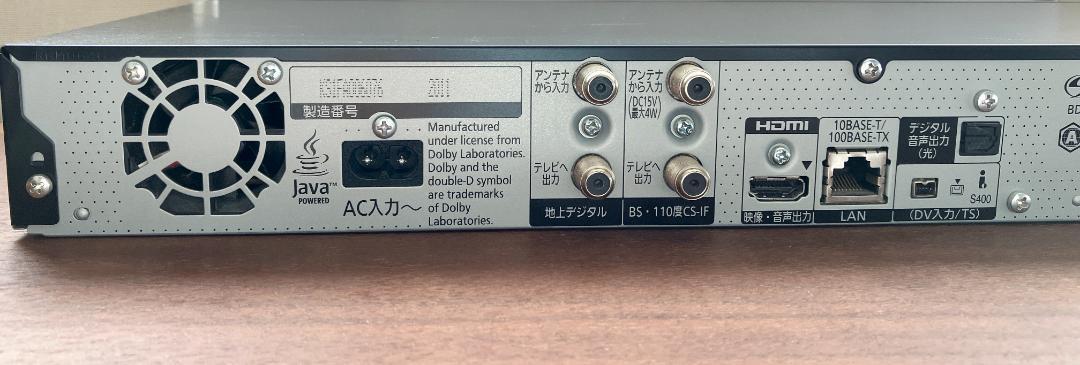 2011
製造番号
Java™
POWERED
AC入力～
Manufactured
under license from
Dolby Laboratories.
Dolby and the
double-D symbol
are trademarks
of Dolby
Laboratories.
アンテナ
から入力
テレビへ
出力
地上デジタル
アンテナ
から入力
(DC15V
最大4W)
テレビへ
出力
BS・110度CS-IF
HDMI
映像・音声出力
10BASE-T/
100BASE-TX
LAN
デジタル
音声出力
(光)
i
S400
(DV入力/TS)
BD
A